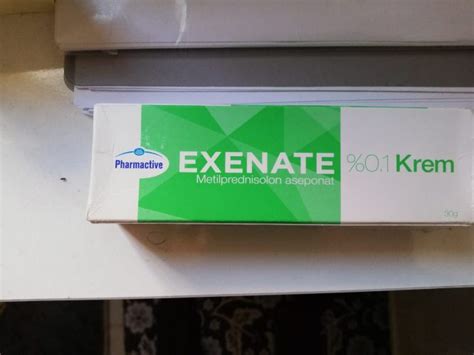 Pharmactive
EXENATE %0.1 Krem
Metilprednisolon aseponat
30g